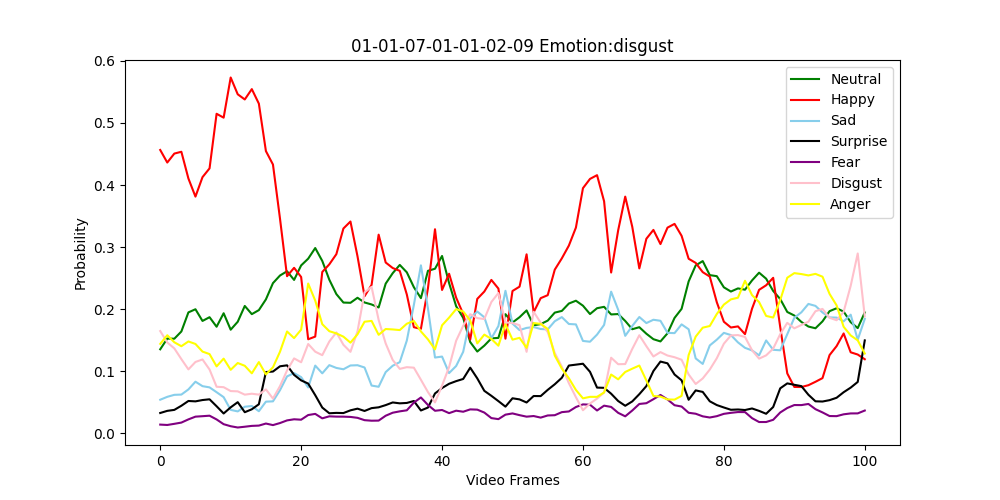 01-01-07-01-01-02-09 Emotion:disgust
Probability
0.6
0.5
0.4
0.3
0.2
0.1
0.0
Neutral
Happy
Sad
Surprise
Fear
Disgust
Anger
0 20 40 60 80 100
Video Frames